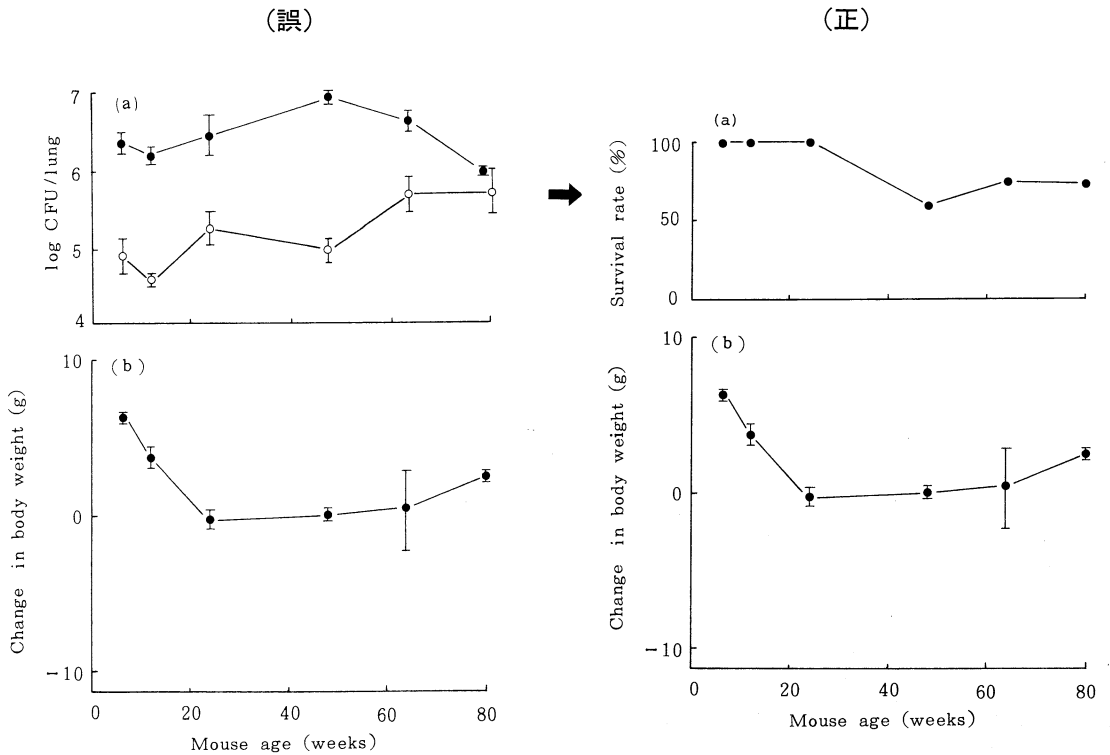 (誤)
(正)
(a)
7
6
5
4
log CFU/lung
(a)
100
50
0
Survival rate (%)
(b)
10
0
-10
Change in body weight (g)
0 20 40 60 80
Mouse age (weeks)
(b)
10
0
-10
Change in body weight (g)
0 20 40 60 80
Mouse age (weeks)